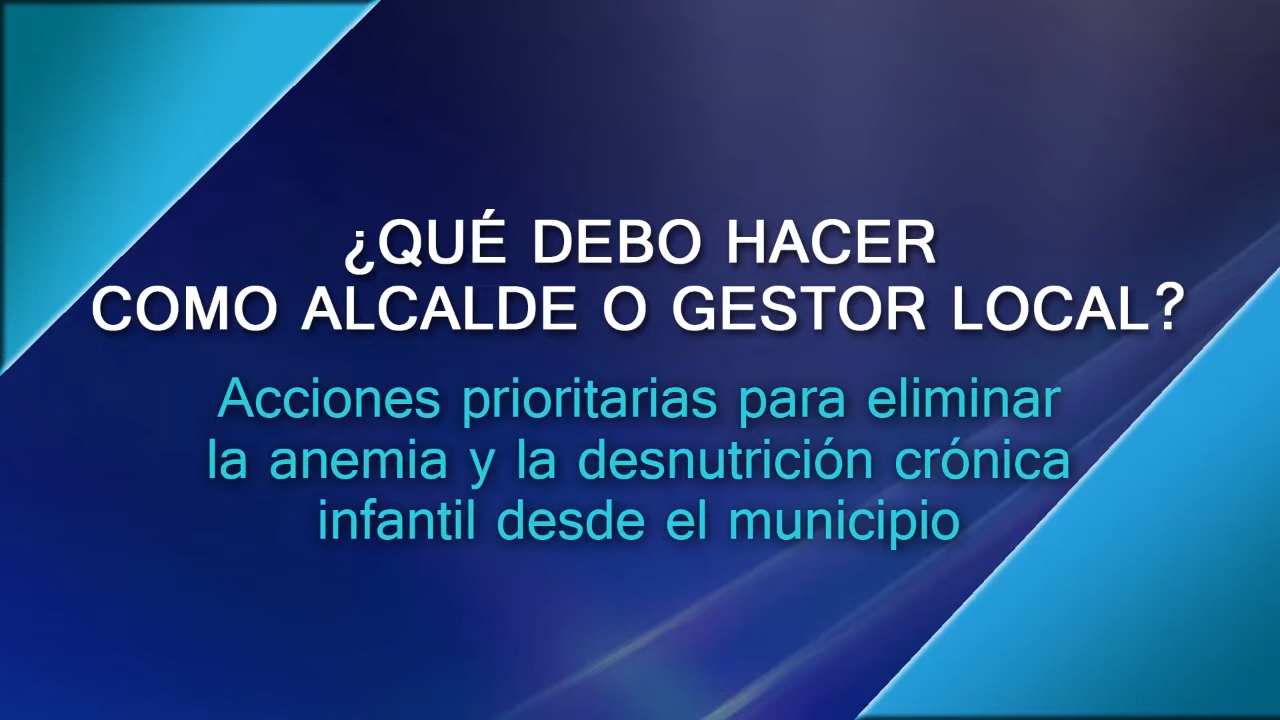 ¿QUÉ DEBO HACER
COMO ALCALDE O GESTOR LOCAL?
Acciones prioritarias para eliminar
la anemia y la desnutrición crónica
infantil desde el municipio